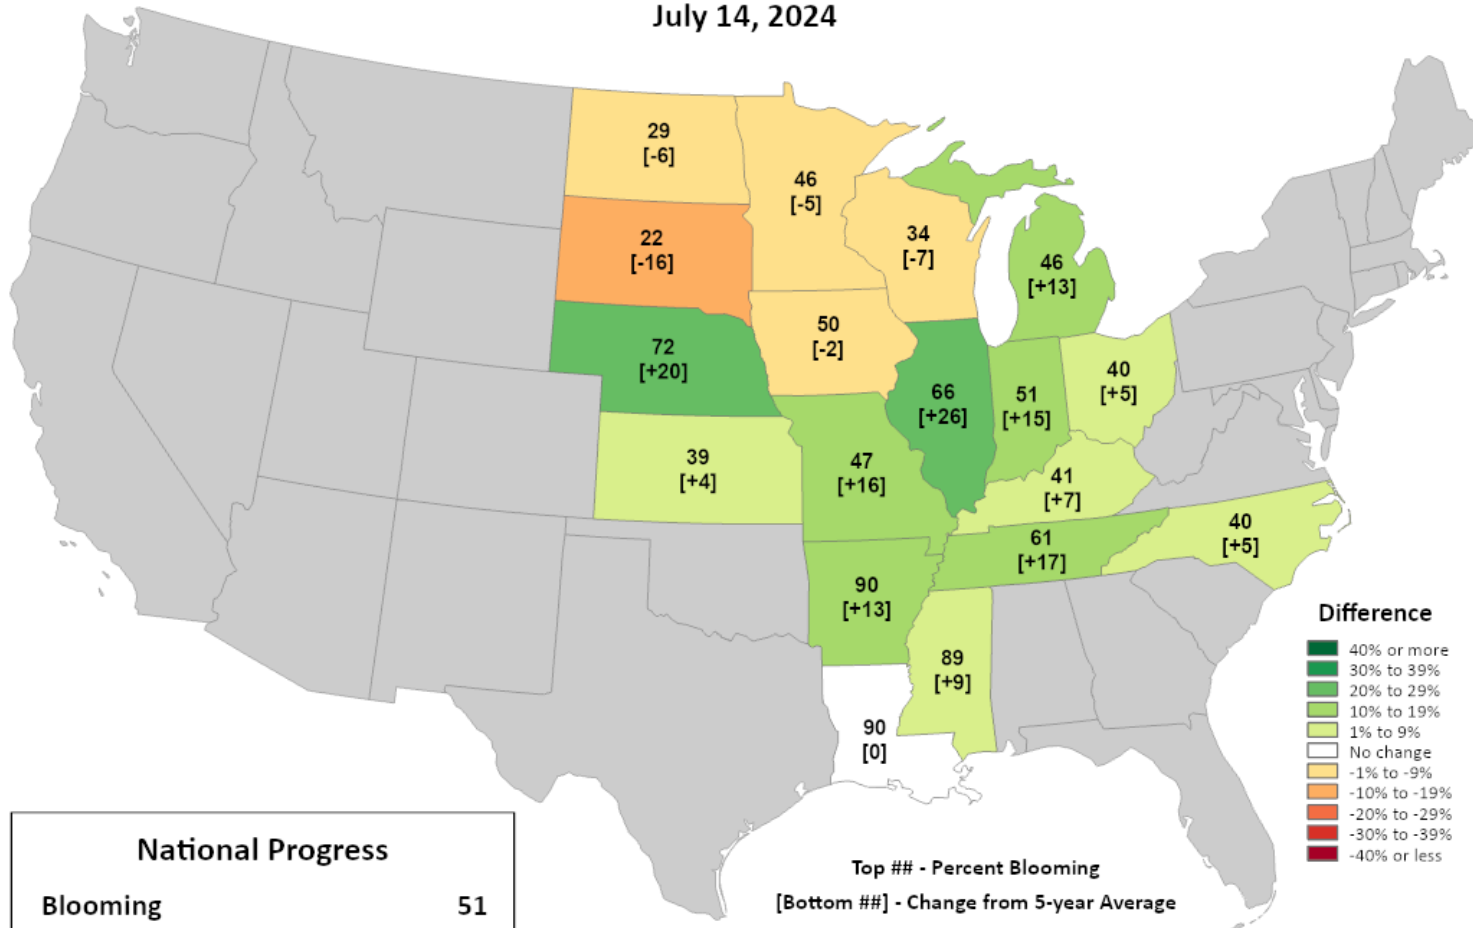 July 14, 2024
29
[-6]
46
[-5]
22
[-16]
34
[-7]
46
[+13]
50
[-2]
72
[+20]
66
[+26]
51
[+15]
40
[+5]
39
[+4]
47
[+16]
41
[+7]
61
[+17]
40
[+5]
90
[+13]
89
[+9]
90
[0]
Difference
40% or more
30% to 39%
20% to 29%
10% to 19%
1% to 9%
No change
-1% to -9%
-10% to -19%
-20% to -29%
-30% to -39%
-40% or less
National Progress
Blooming 51
Top ## - Percent Blooming
[Bottom ##] - Change from 5-year Average